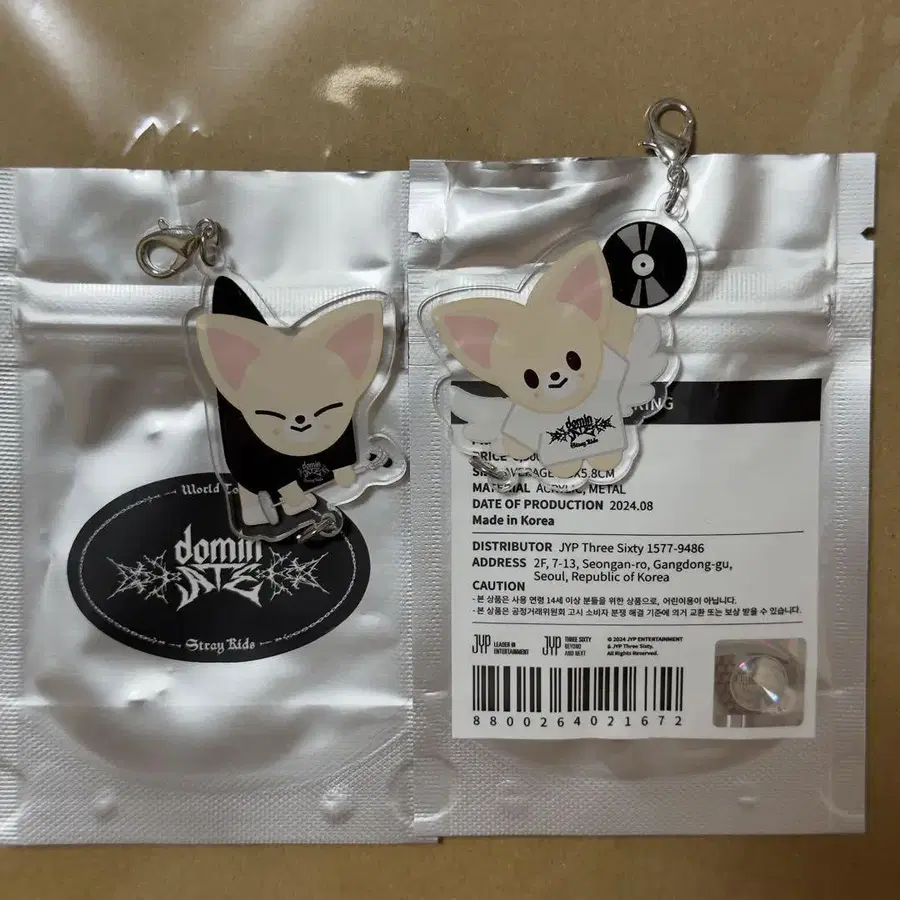 World To
domin
ATE
Stray Kids
domin
ATE
domin
ATE
Stray Kids
RING
PRICE
AVERAGE X5.8CM
MATERIAL ACRYLIC, METAL
DATE OF PRODUCTION 2024.08
Made in Korea
DISTRIBUTOR JYP Three Sixty 1577-9486
ADDRESS 2F, 7-13, Seongan-ro, Gangdong-gu,
Seoul, Republic of Korea
CAUTION
· 본 상품은 사용 연령 14세 이상 분들을 위한 상품으로, 어린이용이 아닙니다.
· 본 상품은 공정거래위원회 고시 소비자 분쟁 해결 기준에 의거 교환 또는 보상 받을 수 있습니다.
JYP LEADER IN
ENTERTAINMENT
JYP THREE SIXTY
BEYOND
AND NEXT
© 2024 JYP ENTERTAINMENT
& JYP Three Sixty.
All Rights Reserved.
8800264021672